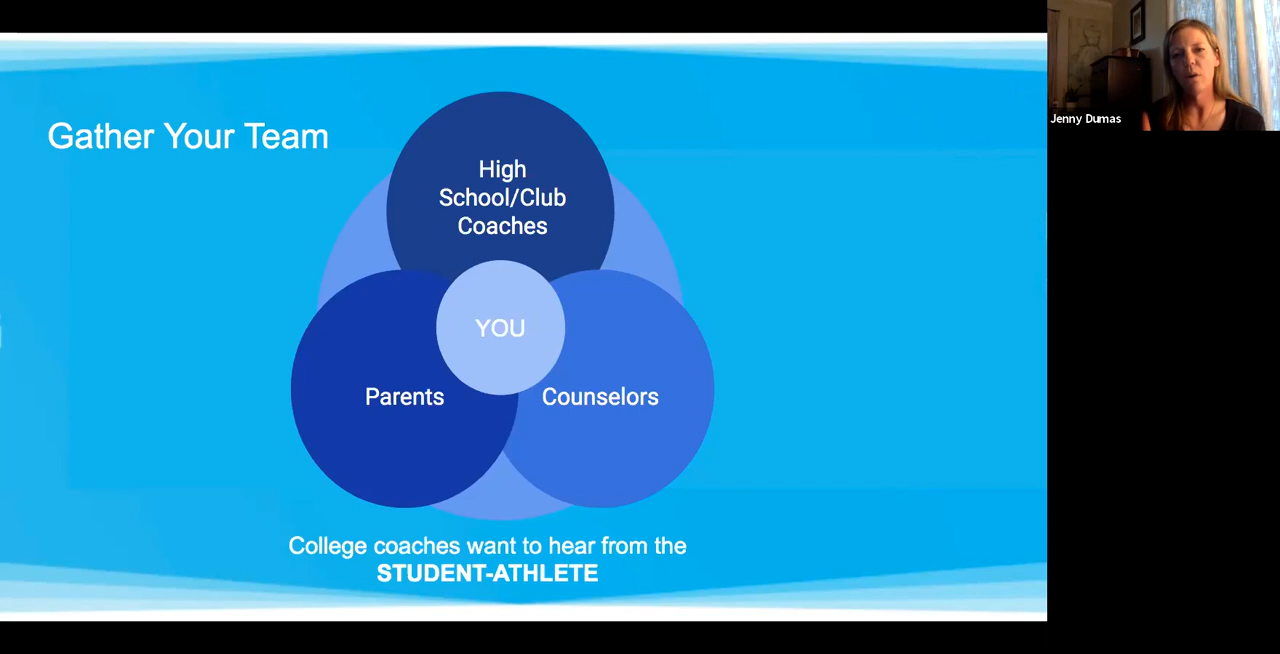 Gather Your Team
High
School/Club
Coaches
YOU
Parents
Counselors
College coaches want to hear from the
STUDENT-ATHLETE
Jenny Dumas